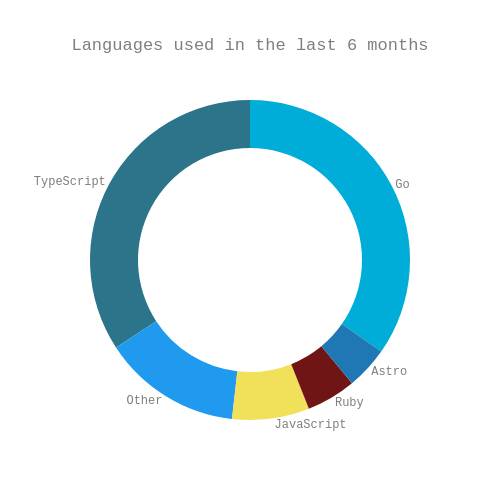 Languages used in the last 6 months
TypeScript
Go
Astro
Other
Ruby
JavaScript